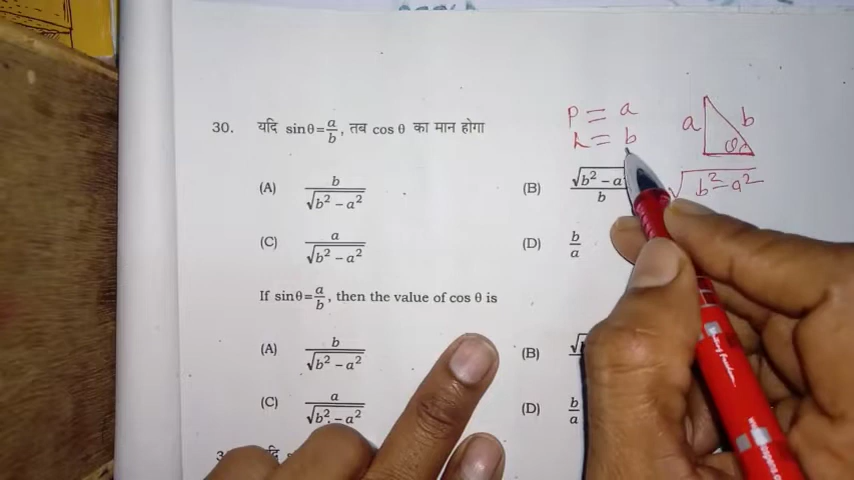 30. यदि sinθ=a/b, तब cos θ का मान होगा
(A) b/√(b² – a²)
(B) √(b² – a²)/b
(C) a/√(b² – a²)
(D) b/a
If sinθ=a/b, then the value of cos θ is
(A) b/√(b² – a²)
(B)
(C) a/√(b² – a²)
(D) b/a
P = a
h = b
a b
θ
√(b² – a²)